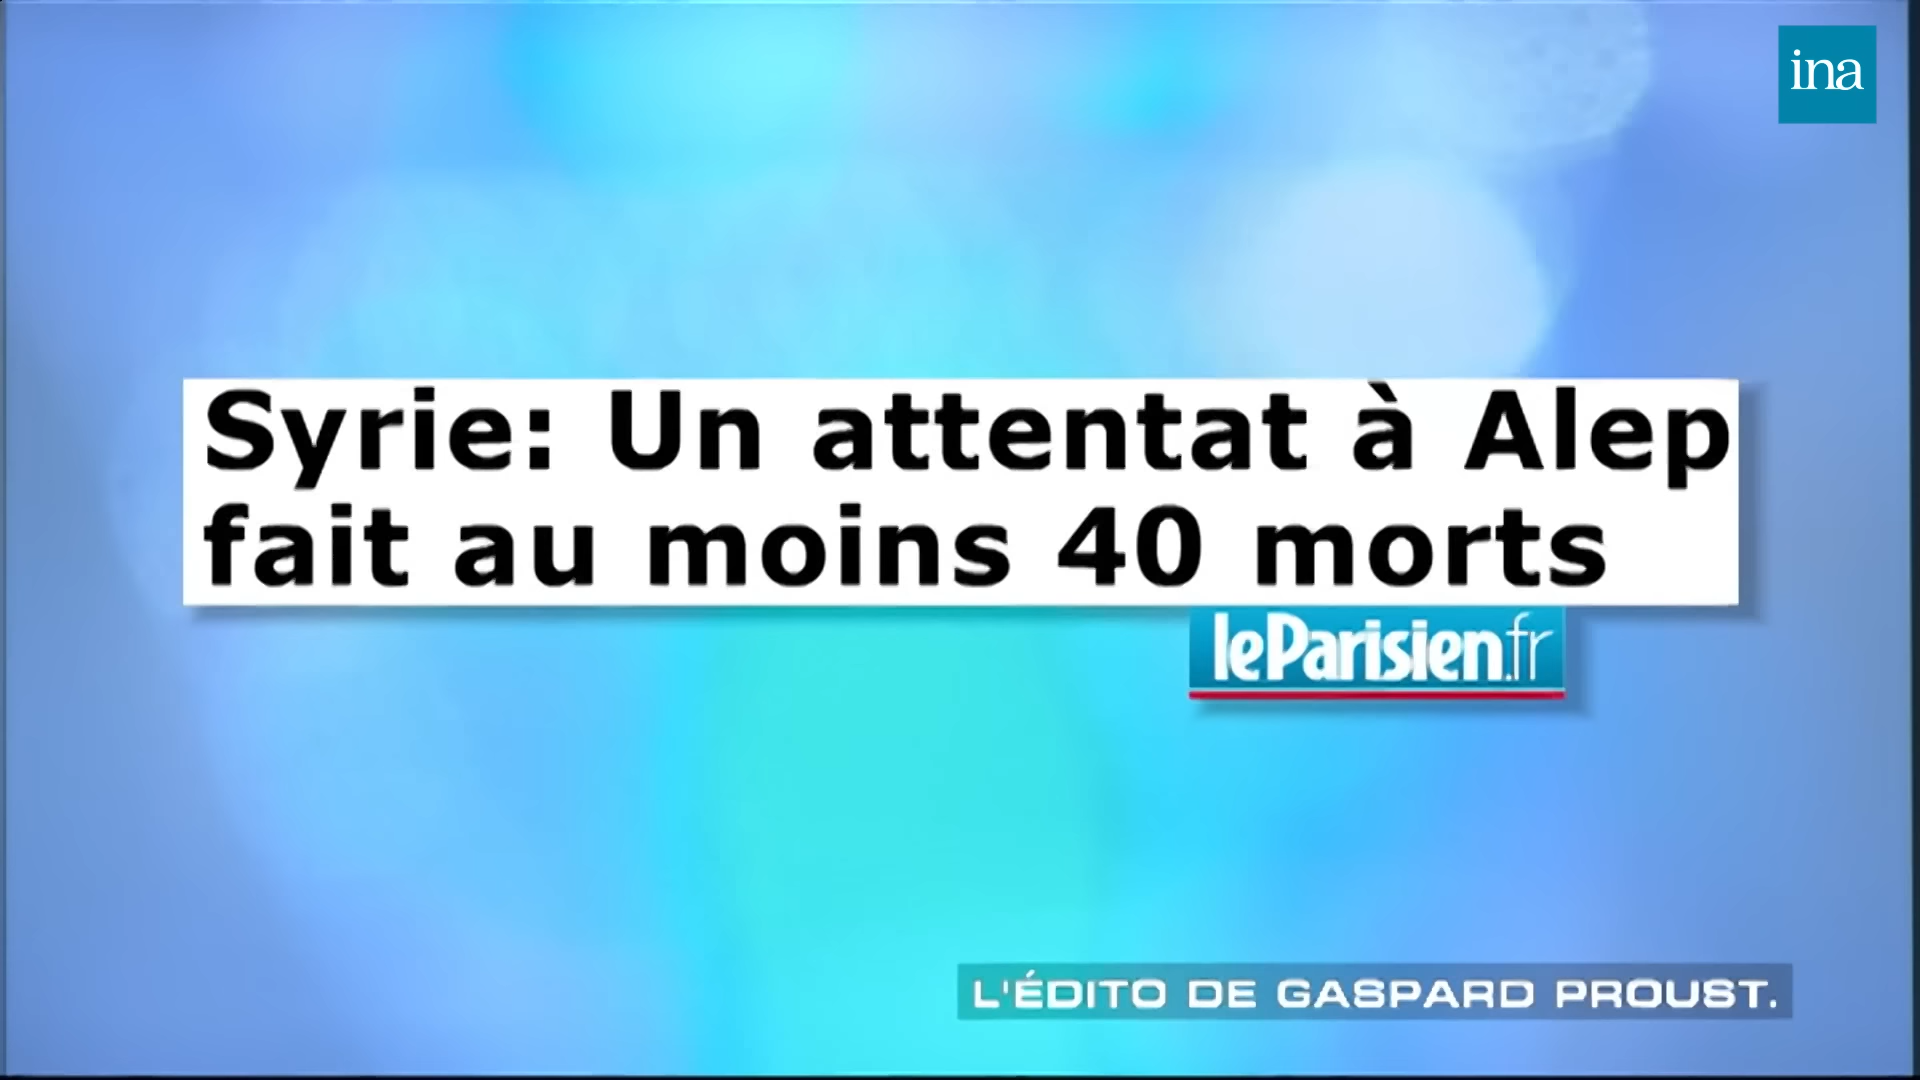 ina
Syrie: Un attentat à Alep
fait au moins 40 morts
leParisien.fr
L'ÉDITO DE GASPARD PROUST.